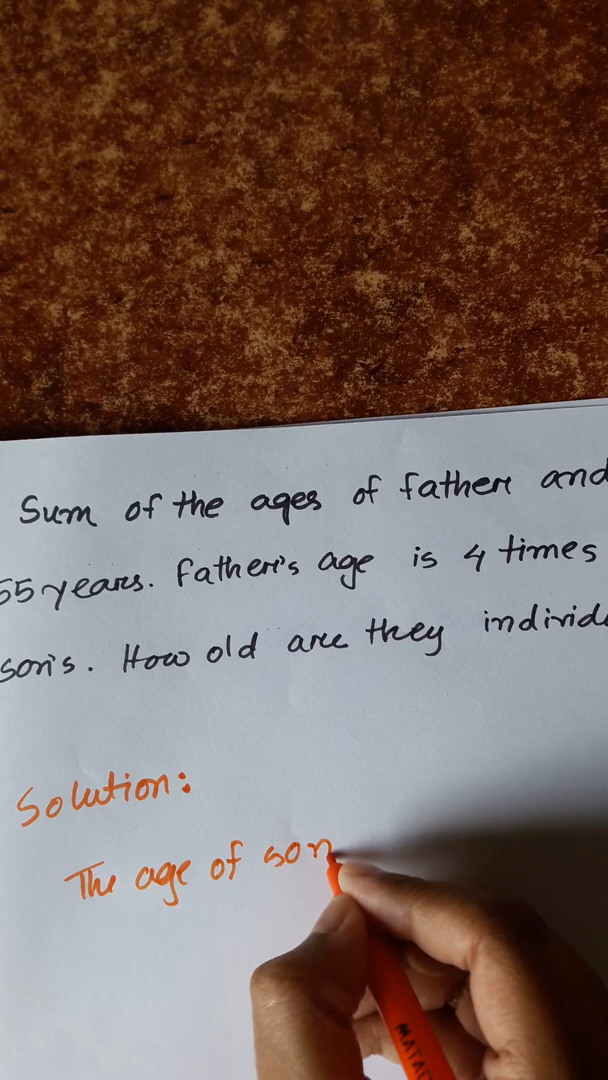 Sum of the ages of father and
55 years. father's age is 4 times
son's. How old are they individ
Solution:
The age of son
MATAD